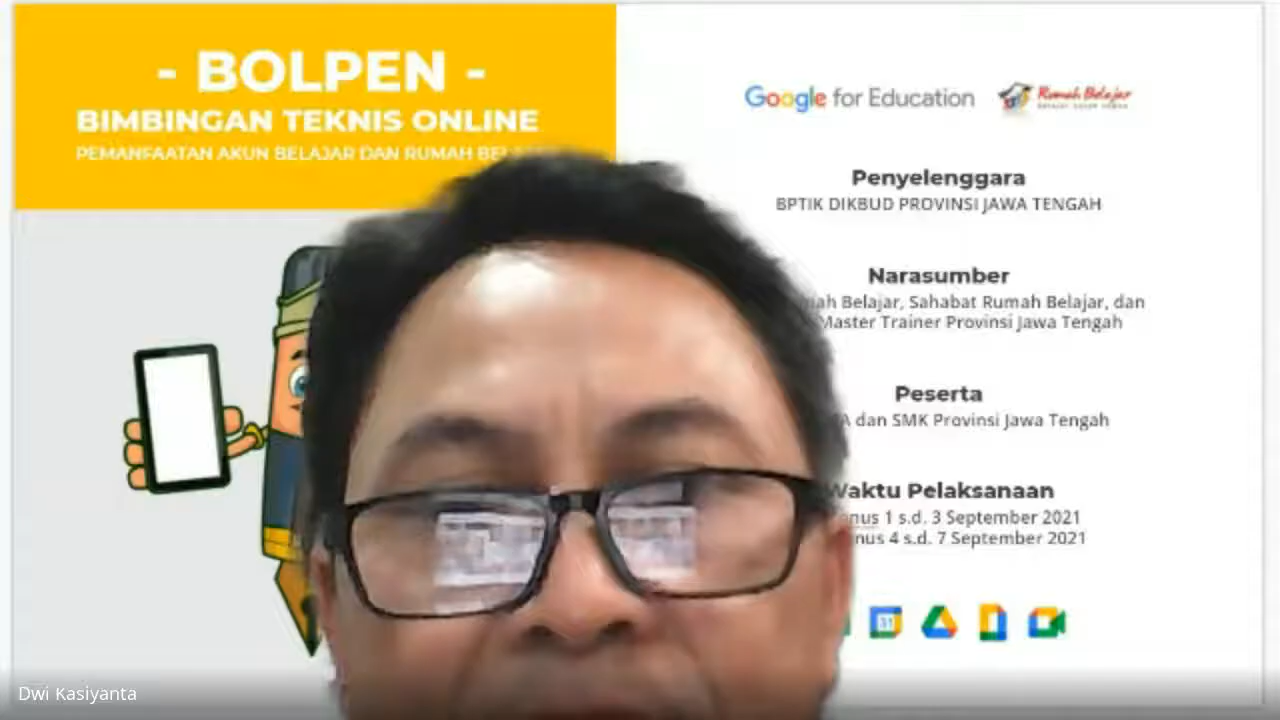 - BOLPEN -
BIMBINGAN TEKNIS ONLINE
PEMANFAATAN AKUN BELAJAR DAN RUMAH
Google for Education
Rumah Belajar
Penyelenggara
BPTIK DIKBUD PROVINSI JAWA TENGAH
Narasumber
Belajar, Sahabat Rumah Belajar, dan
Master Trainer Provinsi Jawa Tengah
Peserta
dan SMK Provinsi Jawa Tengah
Waktu Pelaksanaan
1 s.d. 3 September 2021
4 s.d. 7 September 2021
31
Dwi Kasiyanta